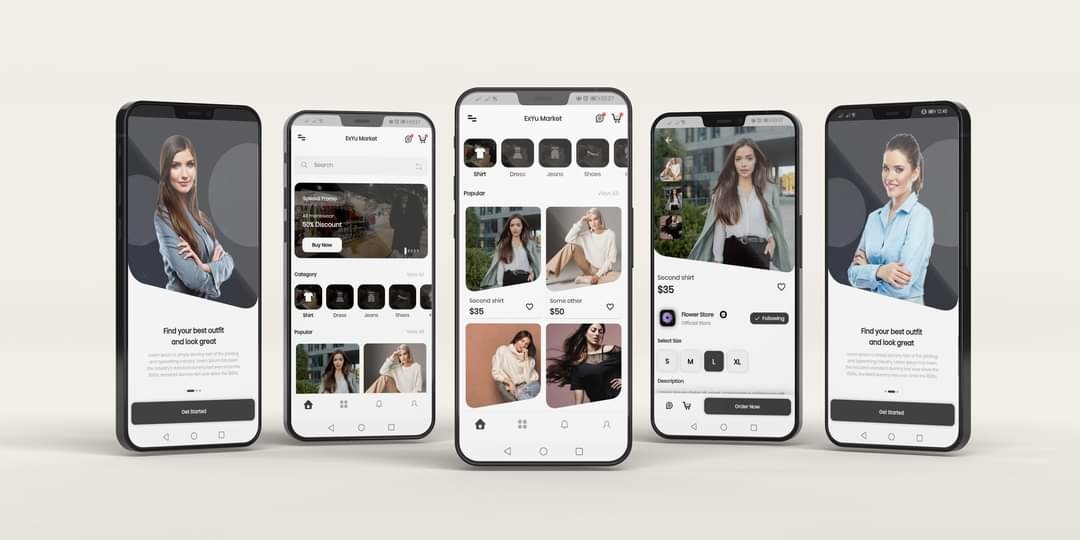 Find your best outfit
and look great
Get Started
ExYu Market
Search
Special Promo
All menswear
50% Discount
Buy Now
Category
View All
Shirt
Dress
Jeans
Shoes
Popular
View All
ExYu Market
Shirt
Dress
Jeans
Shoes
Popular
View All
Second shirt
$35
Some other
$50
Second shirt
$35
Flower Store
Official Store
Following
Select Size
S
M
L
XL
Description
Order Now
12:40
Find your best outfit
and look great
Get Started